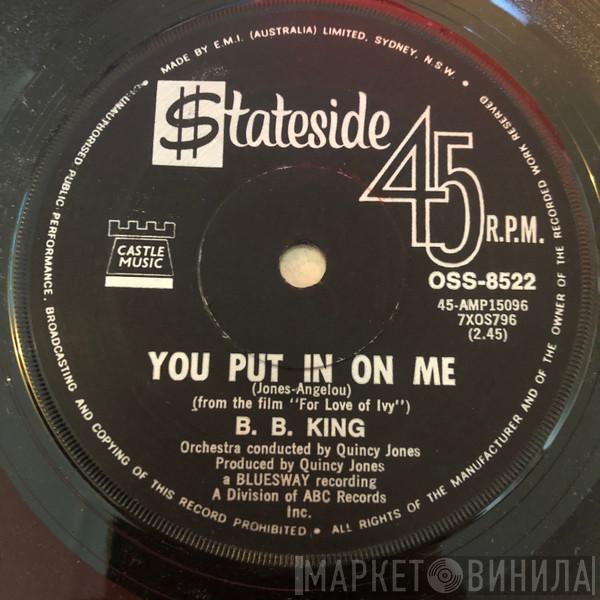 MADE BY E.M.I. (AUSTRALIA) LIMITED, SYDNEY, N.S.W. •
$tateside
45
R.P.M.
CASTLE
MUSIC
OSS-8522
45-AMP15096
7XOS796
(2.45)
YOU PUT IN ON ME
(Jones-Angelou)
(from the film "For Love of Ivy")
B. B. KING
Orchestra conducted by Quincy Jones
Produced by Quincy Jones
a BLUESWAY recording
A Division of ABC Records
Inc.
• UNAUTHORISED PUBLIC PERFORMANCE, BROADCASTING AND COPYING OF THIS RECORD PROHIBITED. • ALL RIGHTS OF THE MANUFACTURER AND OF THE OWNER OF THE RECORDED WORK RESERVED
МАРКЕТ ВИНИЛА